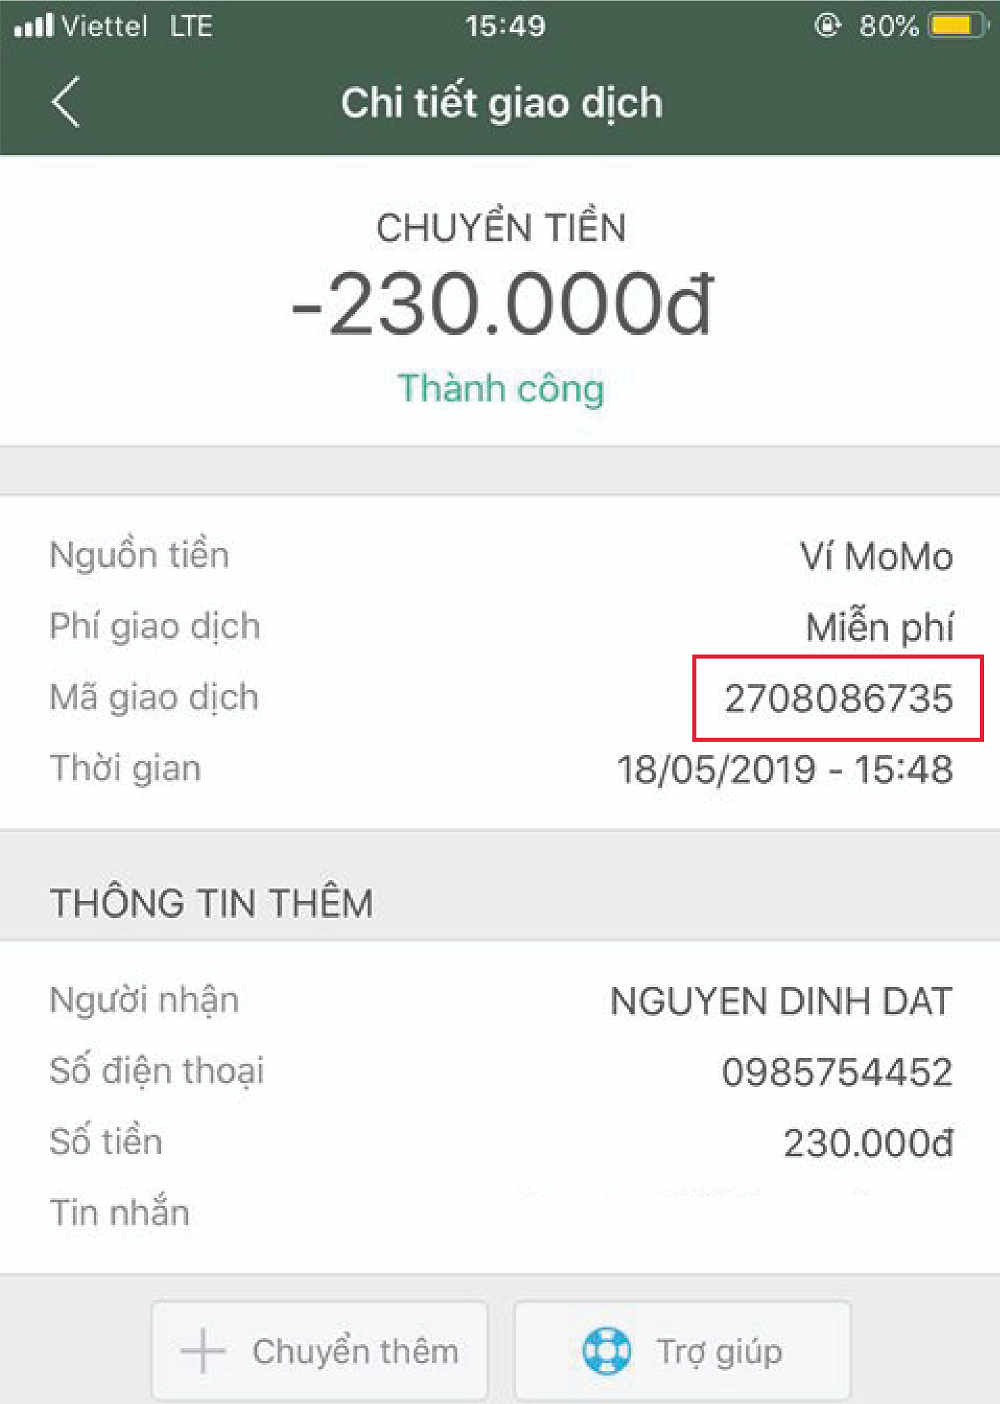 Viettel LTE 15:49 80%
Chi tiết giao dịch
CHUYỂN TIỀN
-230.000đ
Thành công
Nguồn tiền Ví MoMo
Phí giao dịch Miễn phí
Mã giao dịch 2708086735
Thời gian 18/05/2019 - 15:48
THÔNG TIN THÊM
Người nhận NGUYEN DINH DAT
Số điện thoại 0985754452
Số tiền 230.000đ
Tin nhắn
Chuyển thêm Trợ giúp